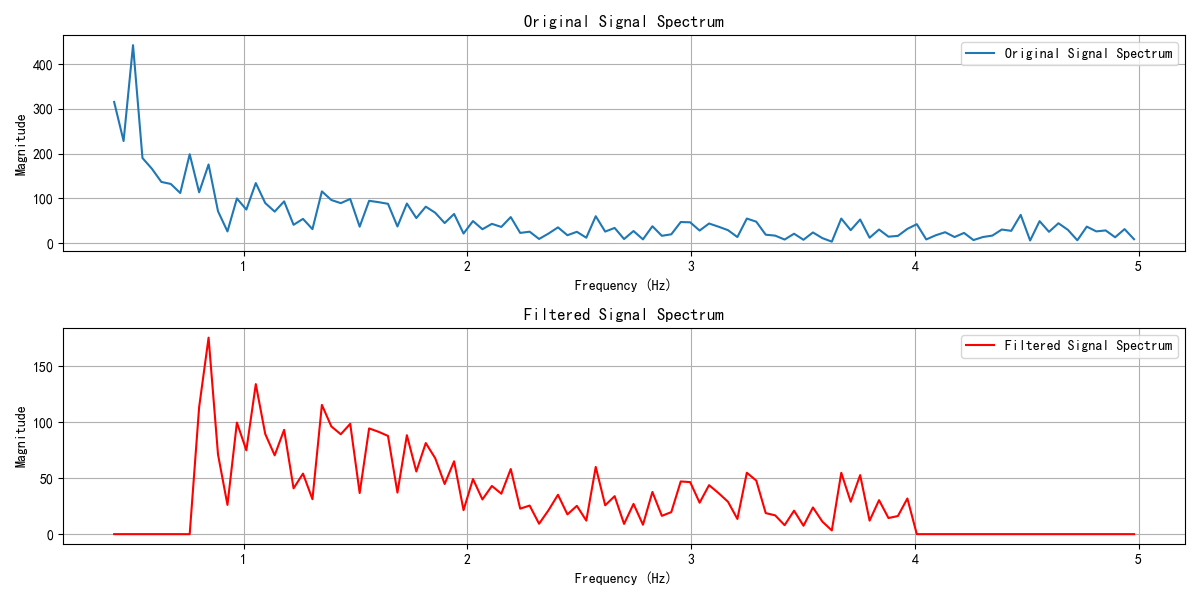 Original Signal Spectrum
Original Signal Spectrum
Magnitude
400
300
200
100
0
1
2
3
4
5
Frequency (Hz)
Filtered Signal Spectrum
Filtered Signal Spectrum
Magnitude
150
100
50
0
1
2
3
4
5
Frequency (Hz)